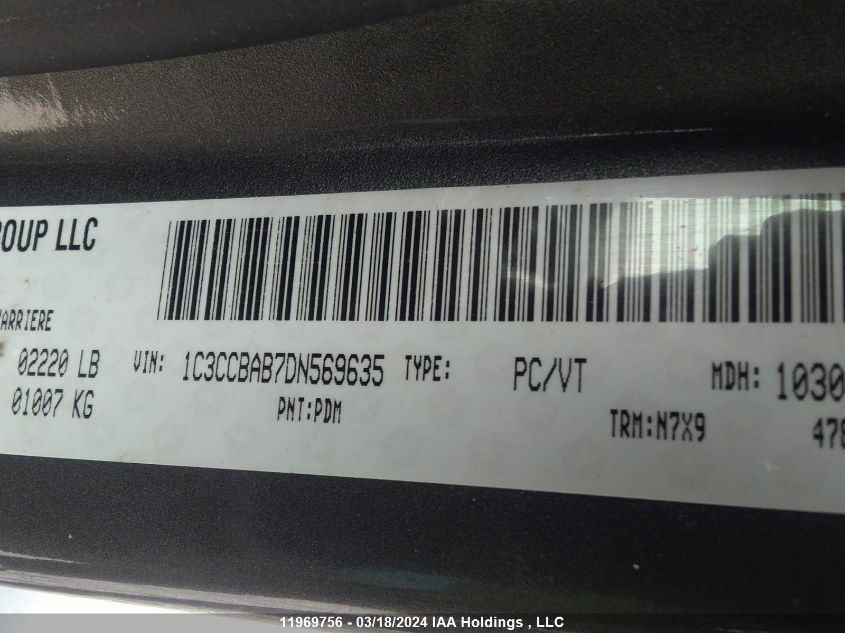 ROUP LLC
/ARRIERE
02220 LB VIN: 1C3CCBAB7DN569635 TYPE: PC/VT MDH: 1030
01007 KG PNT:PDM TRM:N7X9 478
11969756 - 03/18/2024 IAA Holdings , LLC